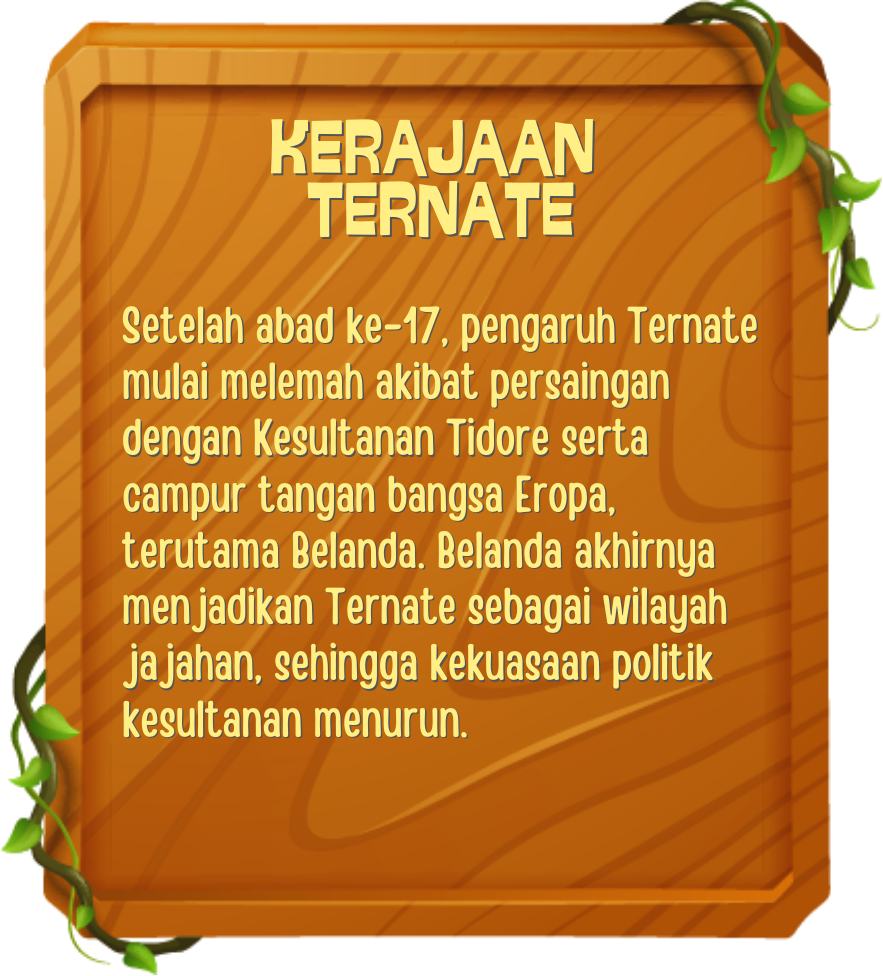 KERAJAAN
TERNATE
Setelah abad ke-17, pengaruh Ternate
mulai melemah akibat persaingan
dengan Kesultanan Tidore serta
campur tangan bangsa Eropa,
terutama Belanda. Belanda akhirnya
menjadikan Ternate sebagai wilayah
jajahan, sehingga kekuasaan politik
kesultanan menurun.